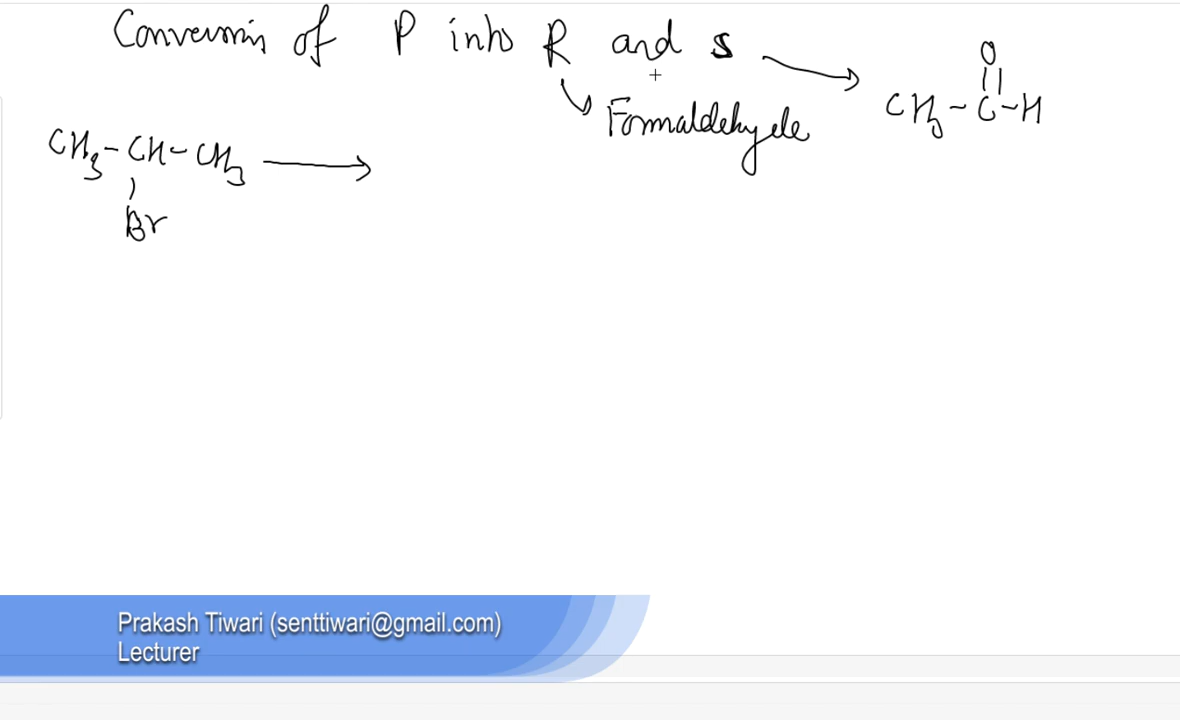 Conversion of P into R and S
Formaldehyde
O
||
CH3-C-H
CH3-CH-CH3 ⟶
Br
Prakash Tiwari (senttiwari@gmail.com)
Lecturer